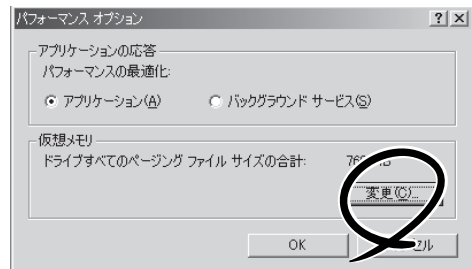 パフォーマンス オプション
アプリケーションの応答
パフォーマンスの最適化:
アプリケーション(A) バックグラウンド サービス(S)
仮想メモリ
ドライブすべてのページング ファイル サイズの合計:
変更(C)...
OK